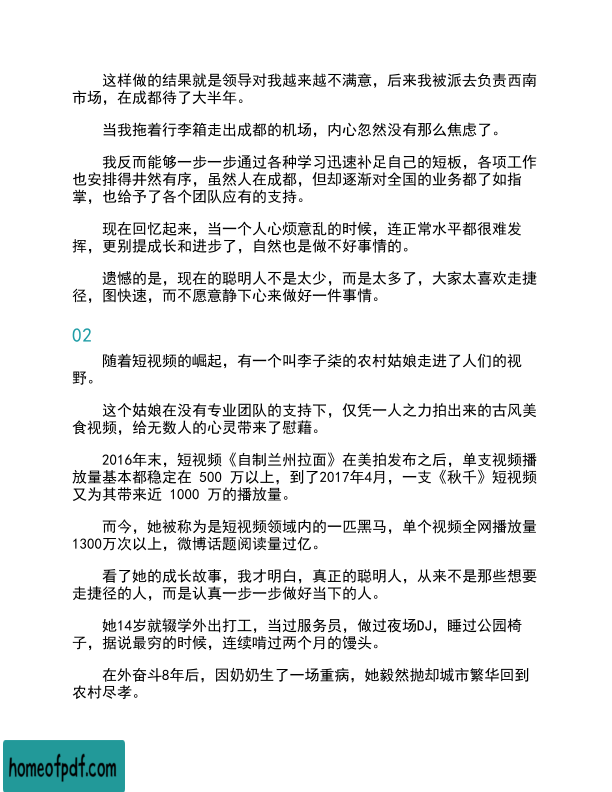 这样做的结果就是领导对我越来越不满意，后来我被派去负责西南
市场，在成都待了大半年。
当我拖着行李箱走出成都的机场，内心忽然没有那么焦虑了。
我反而能够一步一步通过各种学习迅速补足自己的短板，各项工作
也安排得井然有序，虽然人在成都，但却逐渐对全国的业务都了如指
掌，也给予了各个团队应有的支持。
现在回忆起来，当一个人心烦意乱的时候，连正常水平都很难发
挥，更别提成长和进步了，自然也是做不好事情的。
遗憾的是，现在的聪明人不是太少，而是太多了，大家太喜欢走捷
径，图快速，而不愿意静下心来做好一件事情。
02
随着短视频的崛起，有一个叫李子柒的农村姑娘走进了人们的视
野。
这个姑娘在没有专业团队的支持下，仅凭一人之力拍出来的古风美
食视频，给无数人的心灵带来了慰藉。
2016年末，短视频《自制兰州拉面》在美拍发布之后，单支视频播
放量基本都稳定在 500 万以上，到了2017年4月，一支《秋千》短视频
又为其带来近 1000 万的播放量。
而今，她被称为是短视频领域内的一匹黑马，单个视频全网播放量
1300万次以上，微博话题阅读量过亿。
看了她的成长故事，我才明白，真正的聪明人，从来不是那些想要
走捷径的人，而是认真一步一步做好当下的人。
她14岁就辍学外出打工，当过服务员，做过夜场DJ，睡过公园椅
子，据说最穷的时候，连续啃过两个月的馒头。
在外奋斗8年后，因奶奶生了一场重病，她毅然抛却城市繁华回到
农村尽孝。
homeofpdf.com